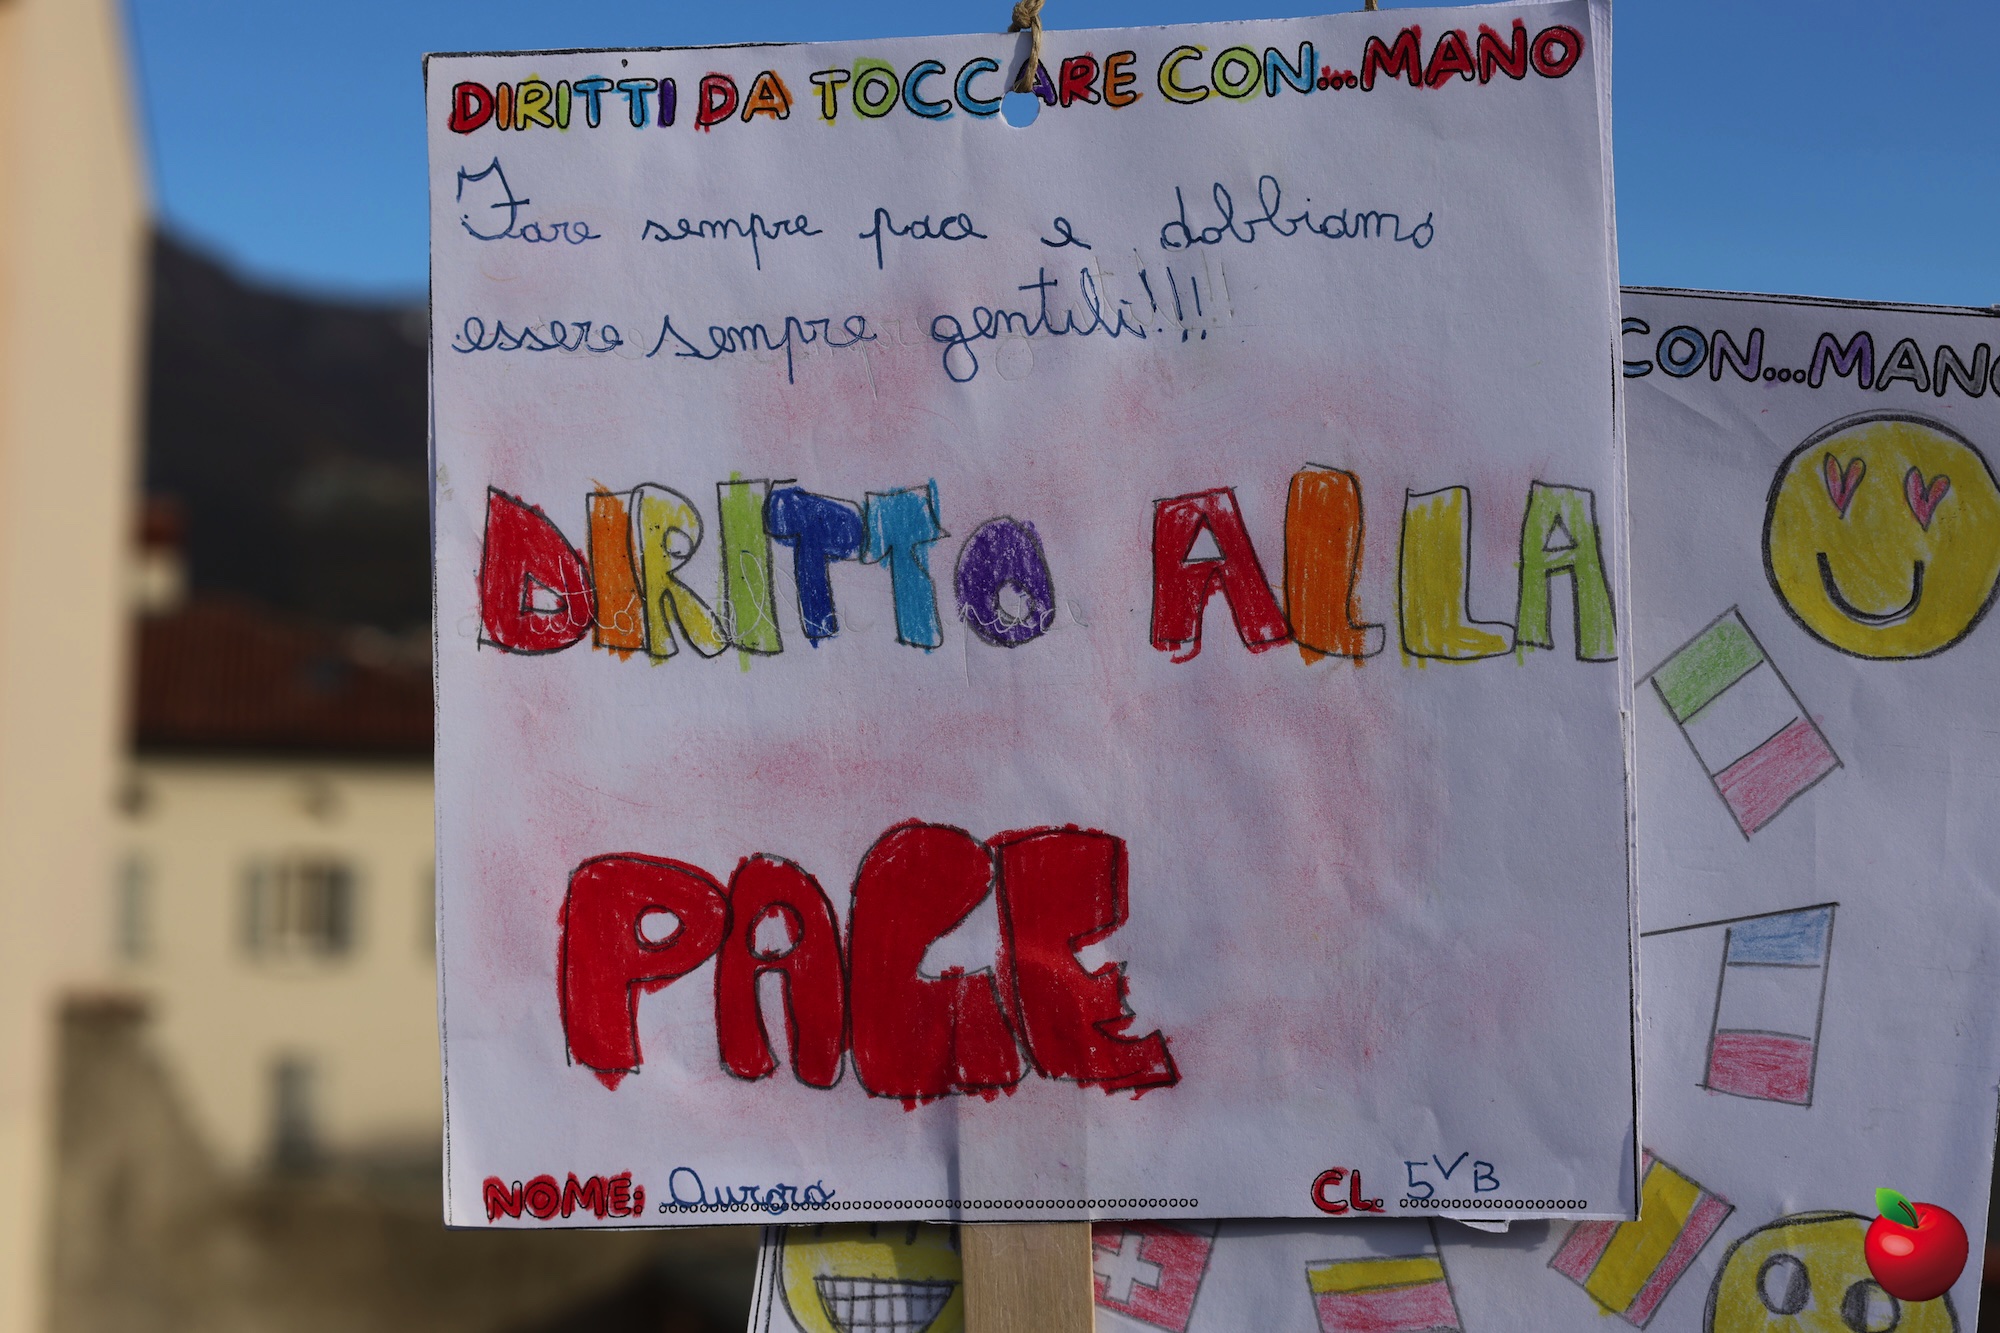 DIRITTI DA TOCCARE CON...MANO
Fare sempre pace e dobbiamo
essere sempre gentili!!!
DIRITTO ALLA
PACE
NOME: Aurora
CL. 5ªB
CON...MANO